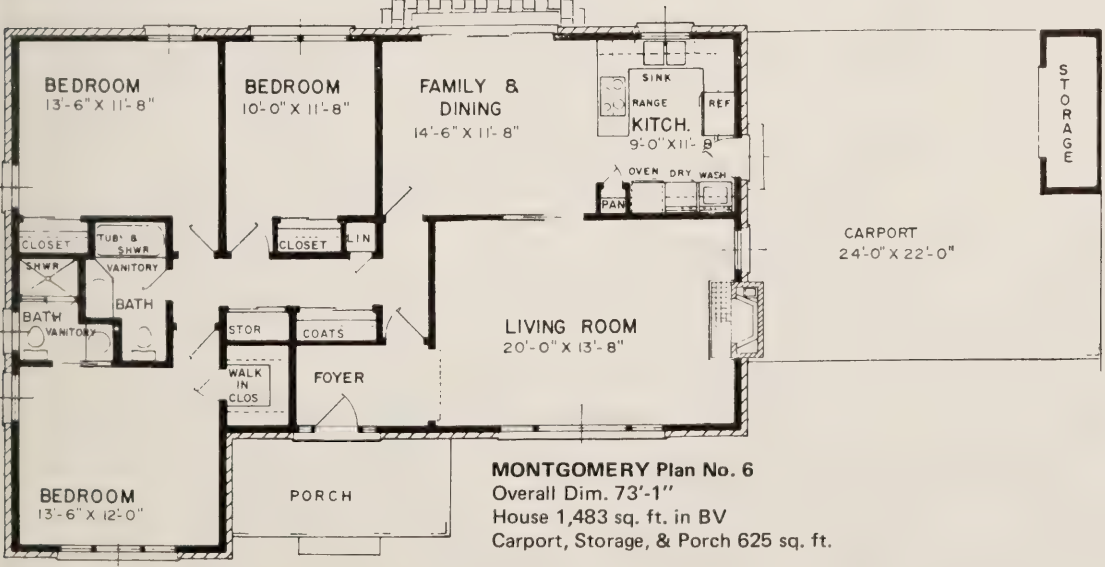 BEDROOM
13'-6" X 11'-8"
BEDROOM
10'-0" X 11'-8"
FAMILY &
DINING
14'-6" X 11'-8"
SINK
RANGE
REF
KITCH.
9'-0" X 11'-8"
OVEN DRY WASH
PAN
STORAGE
CLOSET
TUB &
SHWR
CLOSET
LIN
CARPORT
24'-0" X 22'-0"
SHWR
VANITORY
BATH
BATH
VANITORY
STOR
COATS
LIVING ROOM
20'-0" X 13'-8"
WALK
IN
CLOS
FOYER
BEDROOM
13'-6" X 12'-0"
PORCH
MONTGOMERY Plan No. 6
Overall Dim. 73'-1"
House 1,483 sq. ft. in BV
Carport, Storage, & Porch 625 sq. ft.